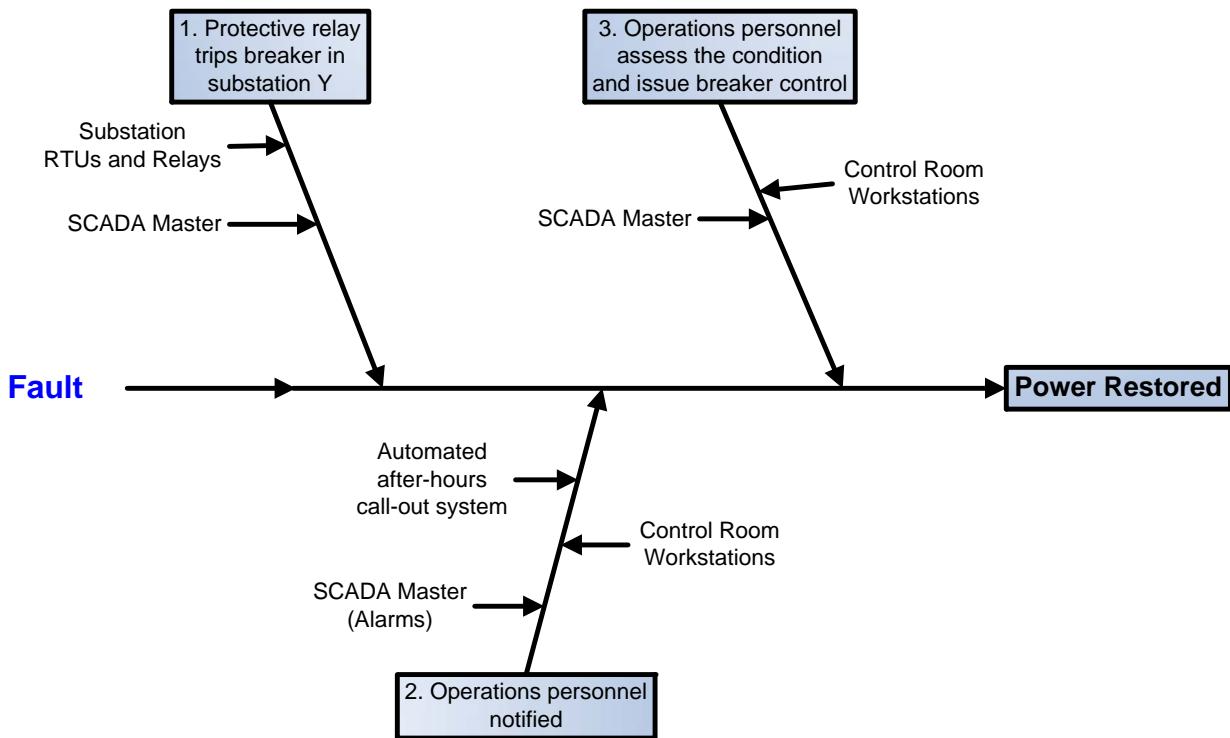 1. Protective relay
trips breaker in
substation Y
3. Operations personnel
assess the condition
and issue breaker control
Substation
RTUs and Relays
SCADA Master
Control Room
Workstations
SCADA Master
Fault
Power Restored
Automated
after-hours
call-out system
Control Room
Workstations
SCADA Master
(Alarms)
2. Operations personnel
notified